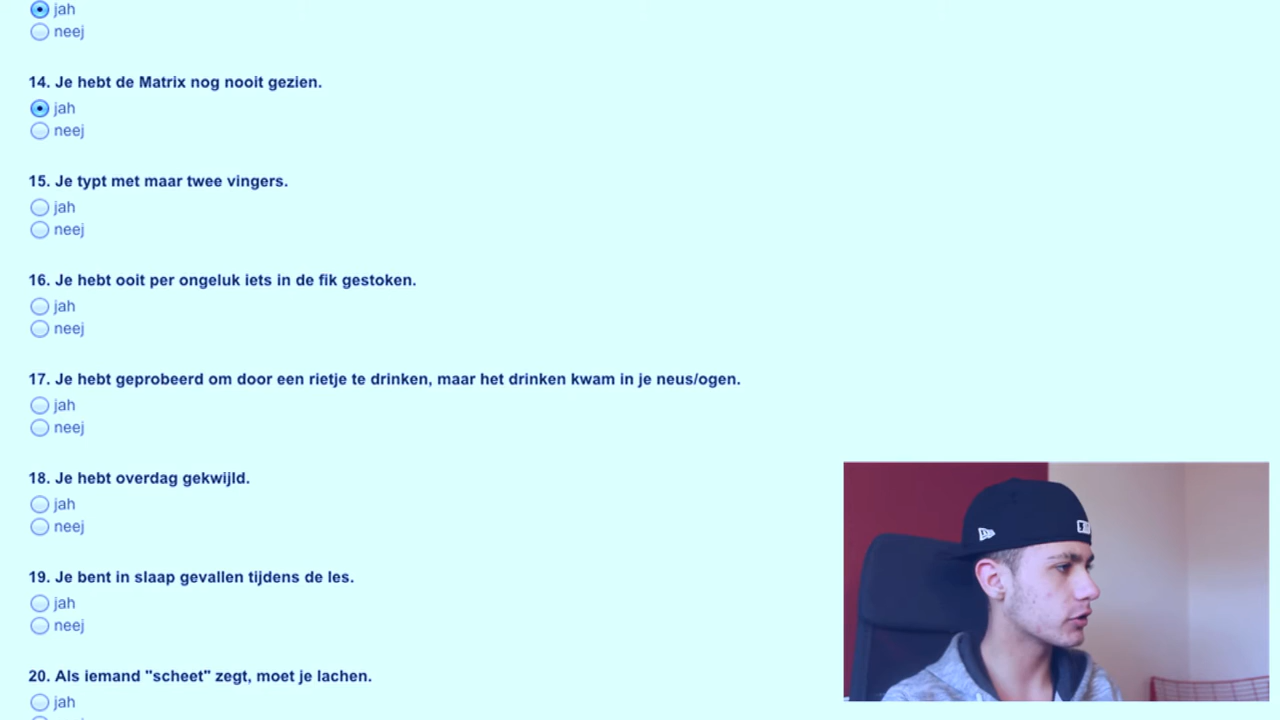 jah
neej
14. Je hebt de Matrix nog nooit gezien.
jah
neej
15. Je typt met maar twee vingers.
jah
neej
16. Je hebt ooit per ongeluk iets in de fik gestoken.
jah
neej
17. Je hebt geprobeerd om door een rietje te drinken, maar het drinken kwam in je neus/ogen.
jah
neej
18. Je hebt overdag gekwijld.
jah
neej
19. Je bent in slaap gevallen tijdens de les.
jah
neej
20. Als iemand "scheet" zegt, moet je lachen.
jah